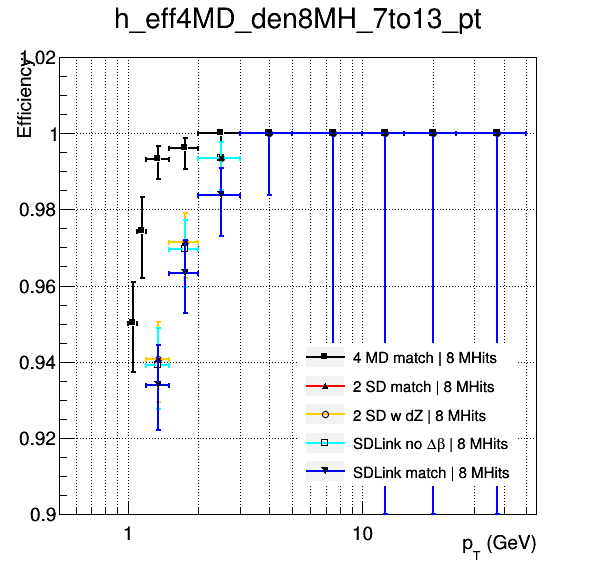 h_eff4MD_den8MH_7to13_pt
Efficiency
1.02
1
0.98
0.96
0.94
0.92
0.9
4 MD match | 8 MHits
2 SD match | 8 MHits
2 SD w dZ | 8 MHits
SDLink no Δβ | 8 MHits
SDLink match | 8 MHits
1
10
p_T (GeV)